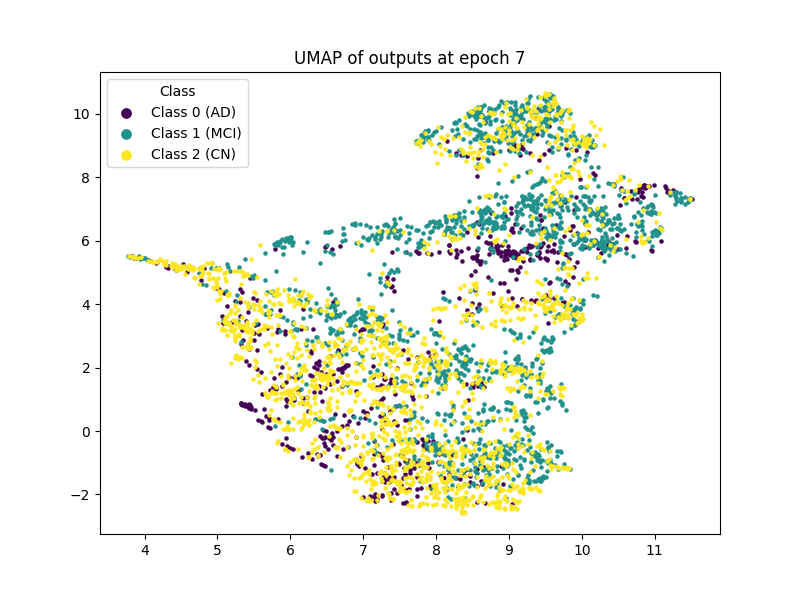 UMAP of outputs at epoch 7
Class
Class 0 (AD)
Class 1 (MCI)
Class 2 (CN)
10
8
6
4
2
0
−2
4 5 6 7 8 9 10 11